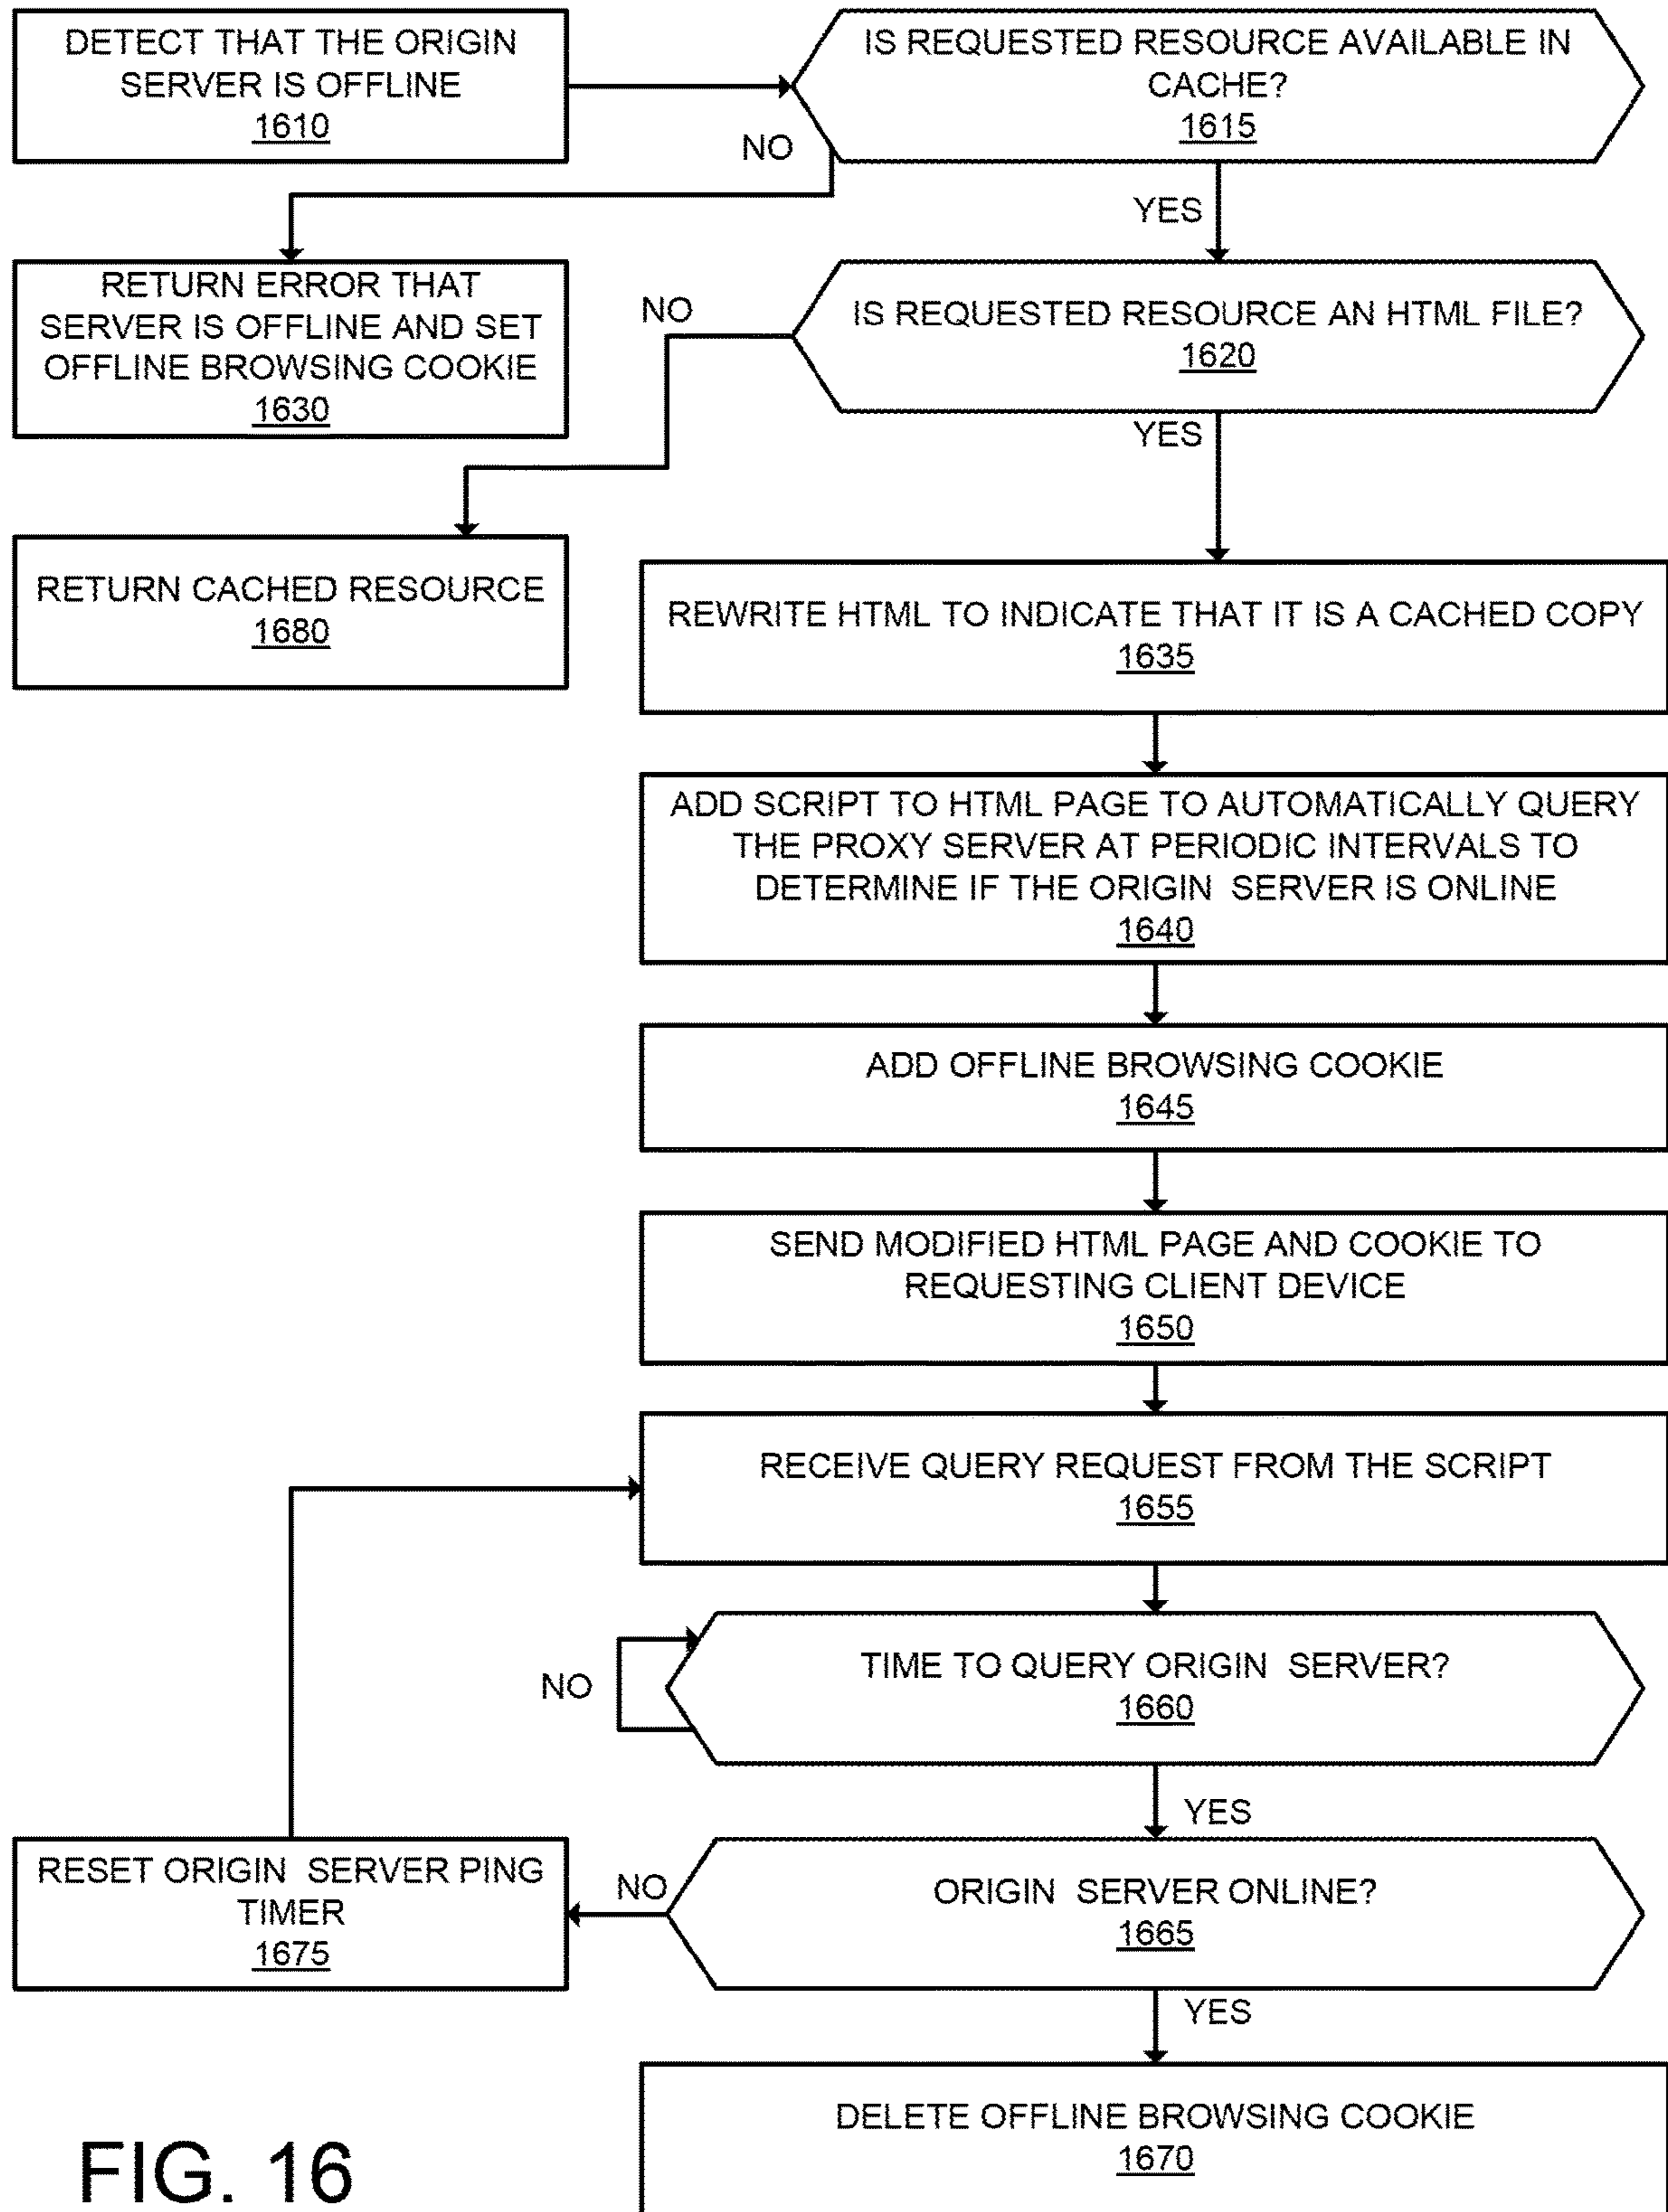 DETECT THAT THE ORIGIN
SERVER IS OFFLINE
1610
IS REQUESTED RESOURCE AVAILABLE IN
CACHE?
1615
NO
YES
RETURN ERROR THAT
SERVER IS OFFLINE AND SET
OFFLINE BROWSING COOKIE
1630
NO
IS REQUESTED RESOURCE AN HTML FILE?
1620
YES
RETURN CACHED RESOURCE
1680
REWRITE HTML TO INDICATE THAT IT IS A CACHED COPY
1635
ADD SCRIPT TO HTML PAGE TO AUTOMATICALLY QUERY
THE PROXY SERVER AT PERIODIC INTERVALS TO
DETERMINE IF THE ORIGIN SERVER IS ONLINE
1640
ADD OFFLINE BROWSING COOKIE
1645
SEND MODIFIED HTML PAGE AND COOKIE TO
REQUESTING CLIENT DEVICE
1650
RECEIVE QUERY REQUEST FROM THE SCRIPT
1655
TIME TO QUERY ORIGIN SERVER?
1660
NO
YES
RESET ORIGIN SERVER PING
TIMER
1675
NO
ORIGIN SERVER ONLINE?
1665
YES
DELETE OFFLINE BROWSING COOKIE
1670
FIG. 16